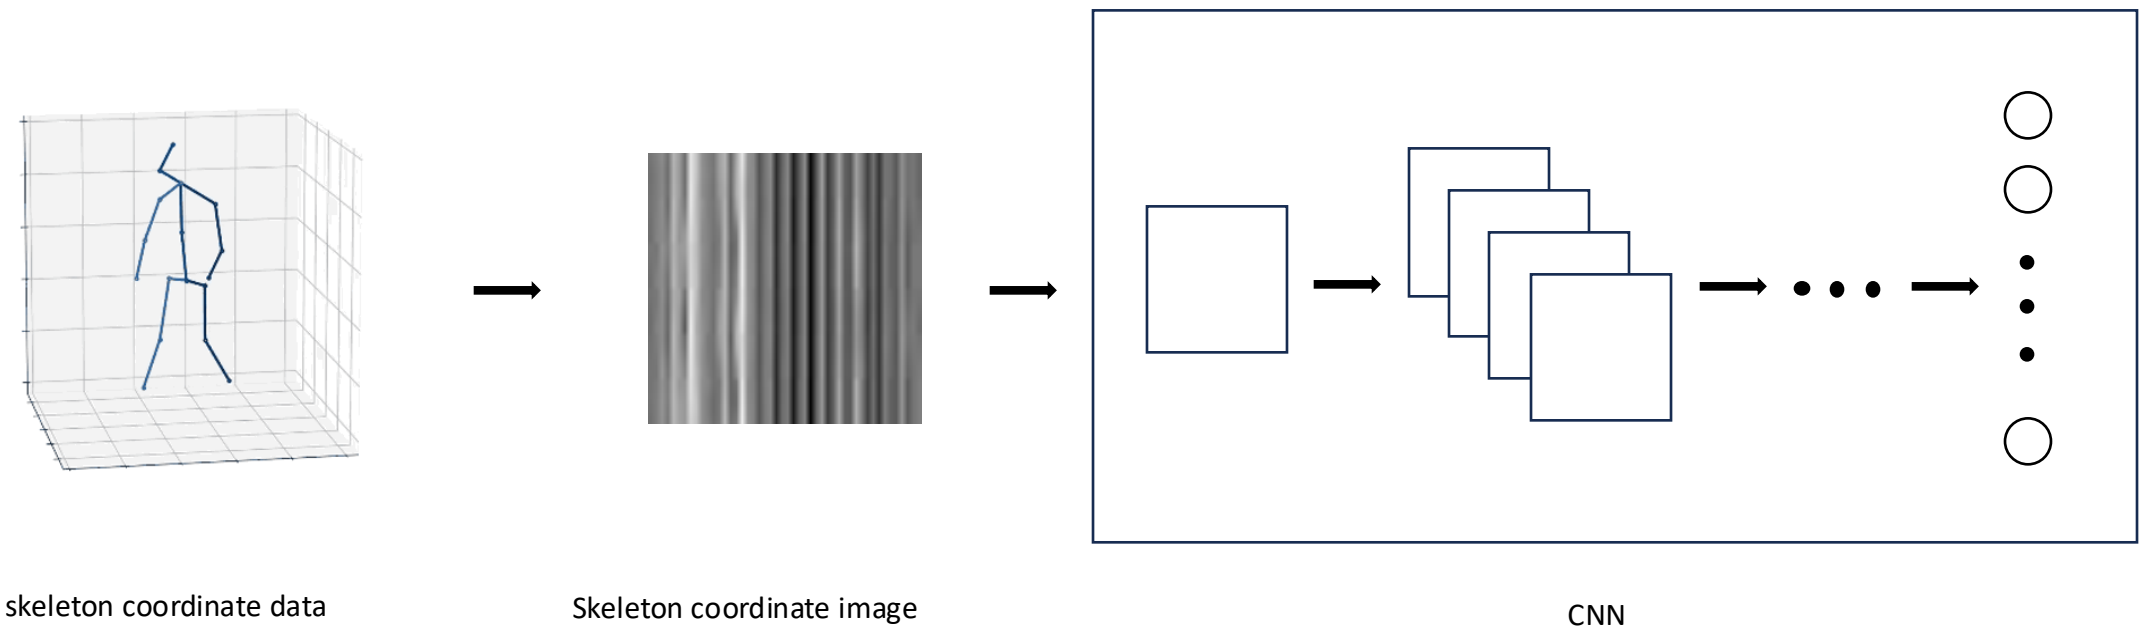 skeleton coordinate data
Skeleton coordinate image
CNN